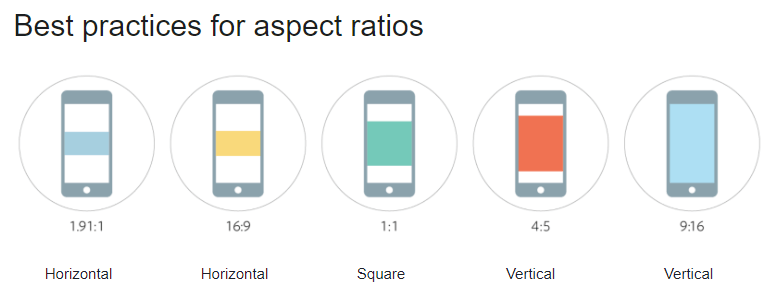 Best practices for aspect ratios
1.91:1 16:9 1:1 4:5 9:16
Horizontal Horizontal Square Vertical Vertical